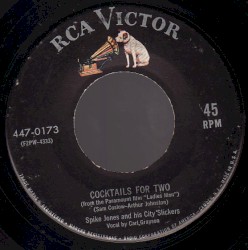 RCA VICTOR
45
RPM
447-0173
(F2PW-4313)
COCKTAILS FOR TWO
(from the Paramount film "Ladies Man")
(Sam Coslow-Arthur Johnston)
Spike Jones and his City Slickers
Vocal by Carl Grayson